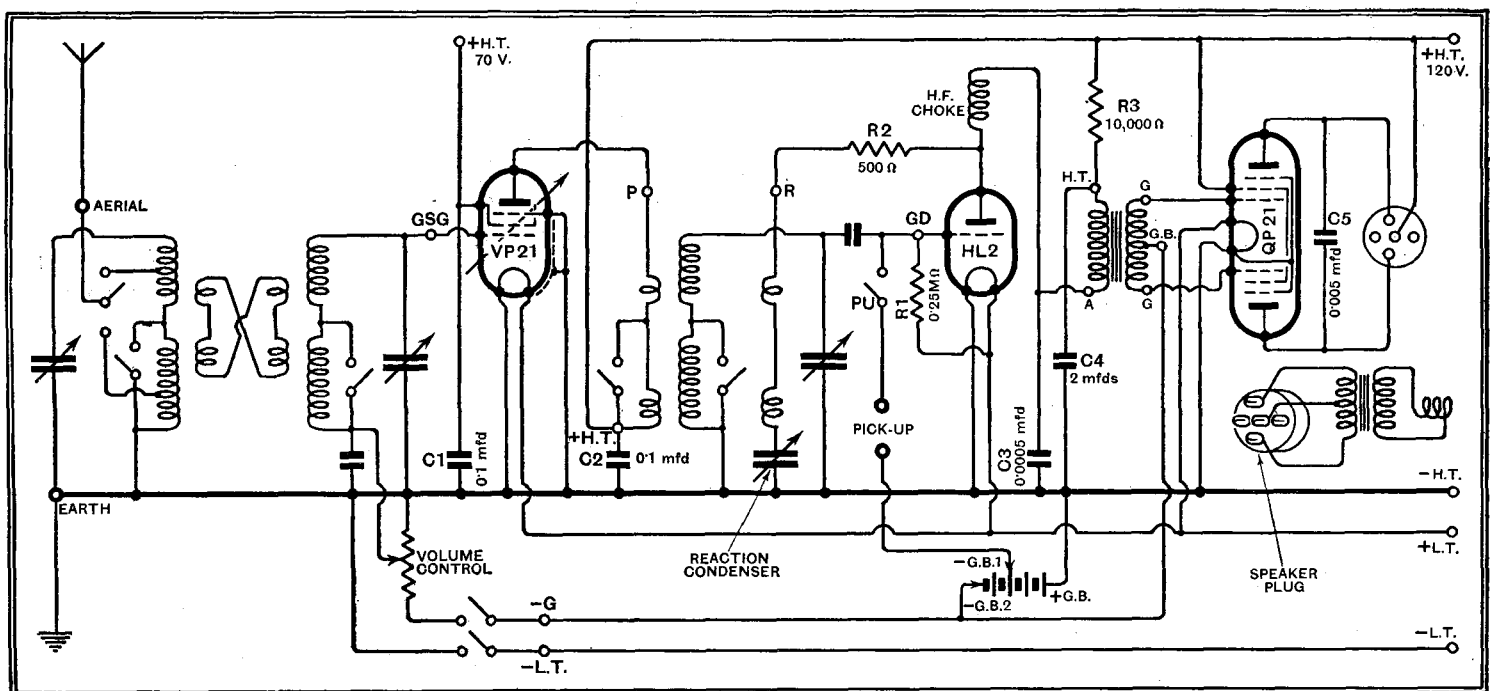 +H.T.
70 V.
+H.T.
120 V.
H.F.
CHOKE
R3
10,000 Ω
R2
500 Ω
AERIAL
GSG
VP21
P
R
GD
HL2
H.T.
G
G.B.
QP21
C5
0·005 mfd
PU
R1
0·25MΩ
A
G
C4
2 mfds
PICK-UP
C1
0·1 mfd
+H.T.
C2
0·1 mfd
C3
0·0005 mfd
EARTH
-H.T.
VOLUME
CONTROL
REACTION
CONDENSER
-G.B.1
-G.B.2
+G.B.
+L.T.
SPEAKER
PLUG
-G
-L.T.
-L.T.